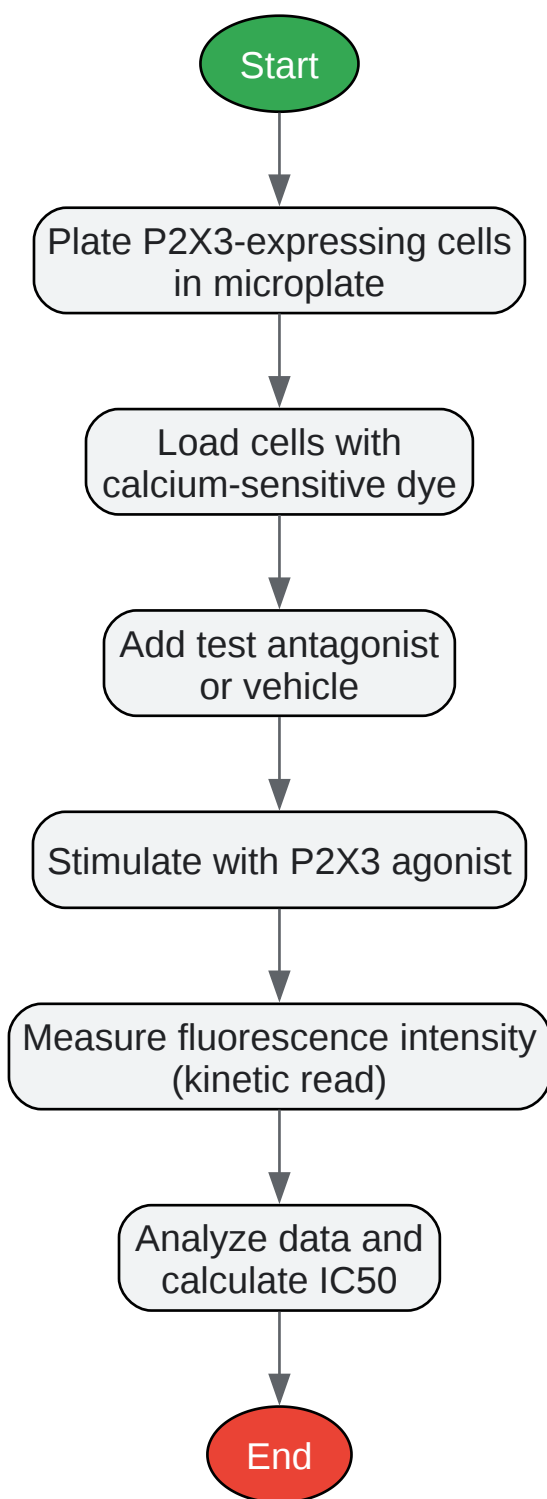 Start
Plate P2X3-expressing cells
in microplate
Load cells with
calcium-sensitive dye
Add test antagonist
or vehicle
Stimulate with P2X3 agonist
Measure fluorescence intensity
(kinetic read)
Analyze data and
calculate IC50
End